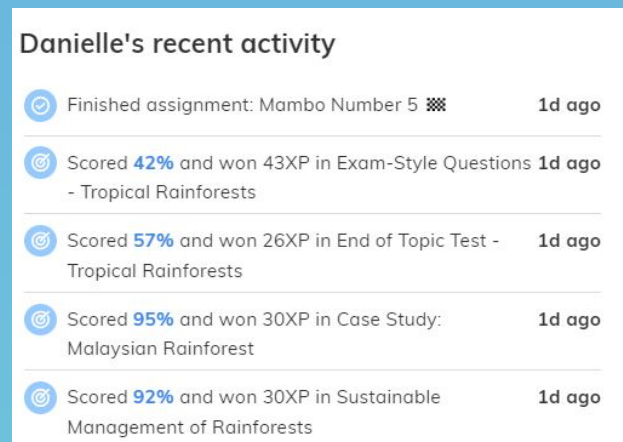 Danielle's recent activity
Finished assignment: Mambo Number 5 🏁 1d ago
Scored 42% and won 43XP in Exam-Style Questions 1d ago
- Tropical Rainforests
Scored 57% and won 26XP in End of Topic Test - 1d ago
Tropical Rainforests
Scored 95% and won 30XP in Case Study: 1d ago
Malaysian Rainforest
Scored 92% and won 30XP in Sustainable 1d ago
Management of Rainforests